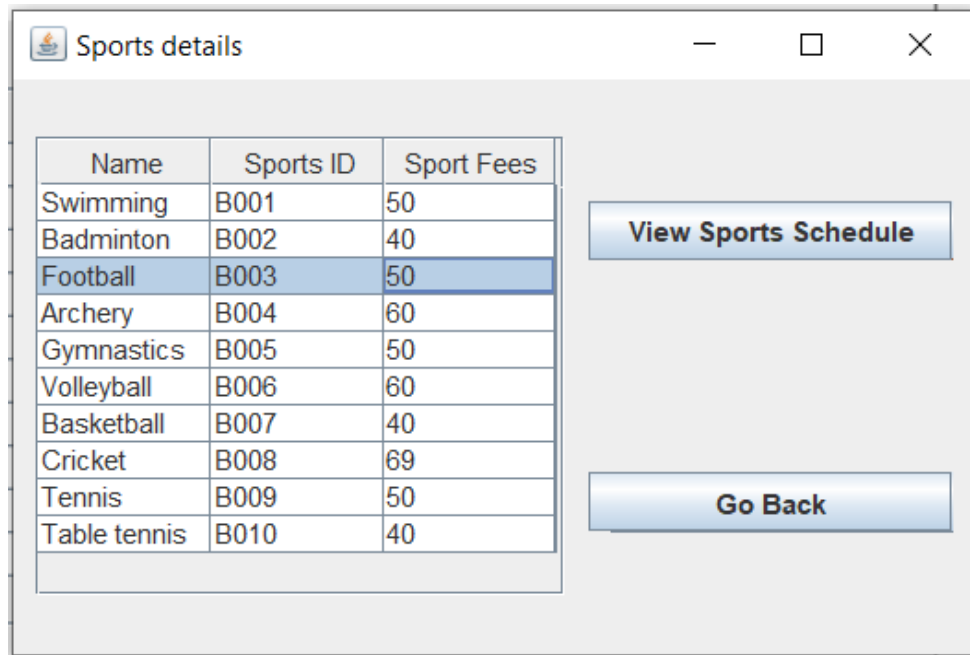 Sports details
Name Sports ID Sport Fees
Swimming B001 50
Badminton B002 40
Football B003 50
Archery B004 60
Gymnastics B005 50
Volleyball B006 60
Basketball B007 40
Cricket B008 69
Tennis B009 50
Table tennis B010 40
View Sports Schedule
Go Back